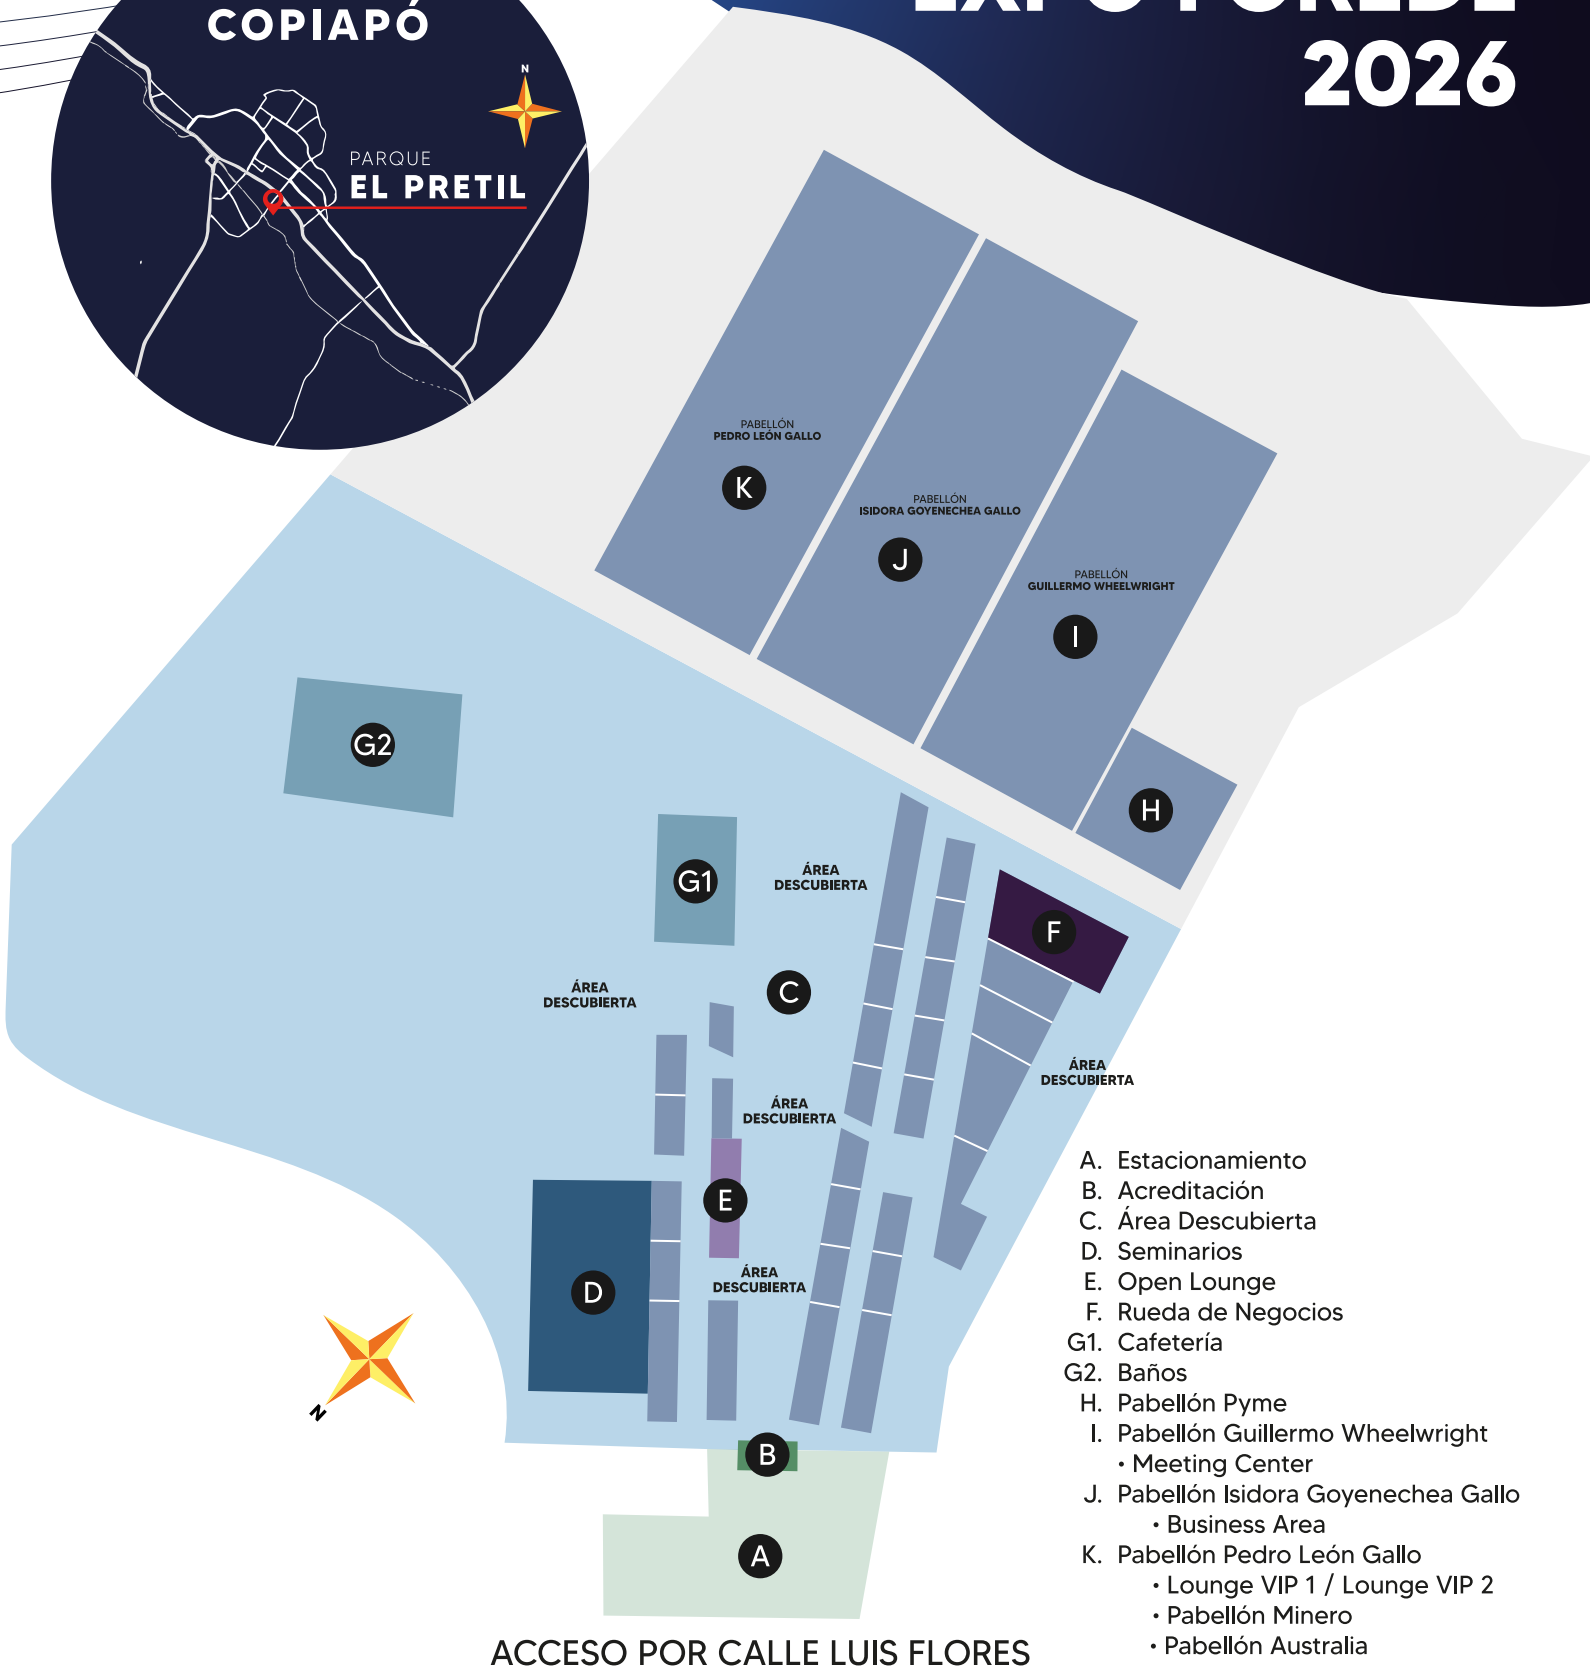 COPIAPÓ
EXPO FOREDE
2026
N
PARQUE
EL PRETIL
PABELLÓN
PEDRO LEÓN GALLO
K
PABELLÓN
ISIDORA GOYENECHEA GALLO
J
PABELLÓN
GUILLERMO WHEELWRIGHT
I
G2
H
G1
ÁREA
DESCUBIERTA
F
C
ÁREA
DESCUBIERTA
ÁREA
DESCUBIERTA
ÁREA
DESCUBIERTA
E
ÁREA
DESCUBIERTA
D
N
B
A
A. Estacionamiento
B. Acreditación
C. Área Descubierta
D. Seminarios
E. Open Lounge
F. Rueda de Negocios
G1. Cafetería
G2. Baños
H. Pabellón Pyme
I. Pabellón Guillermo Wheelwright
• Meeting Center
J. Pabellón Isidora Goyenechea Gallo
• Business Area
K. Pabellón Pedro León Gallo
• Lounge VIP 1 / Lounge VIP 2
• Pabellón Minero
• Pabellón Australia
ACCESO POR CALLE LUIS FLORES